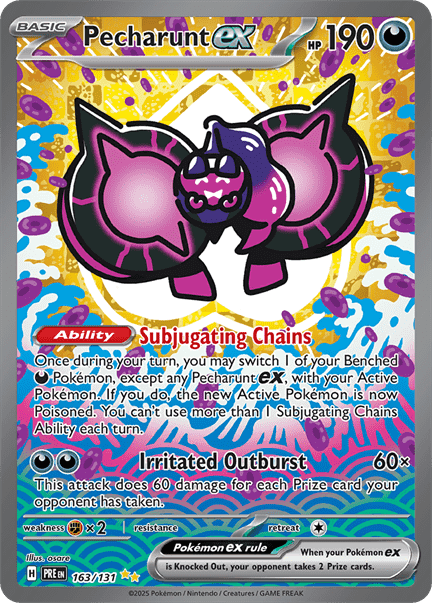 BASIC Pecharunt ex HP 190
Ability Subjugating Chains
Once during your turn, you may switch 1 of your Benched
Pokémon, except any Pecharunt ex, with your Active
Pokémon. If you do, the new Active Pokémon is now
Poisoned. You can't use more than 1 Subjugating Chains
Ability each turn.
Irritated Outburst 60×
This attack does 60 damage for each Prize card your
opponent has taken.
weakness ×2 resistance retreat
Illus. osare
Pokémon ex rule When your Pokémon ex
is Knocked Out, your opponent takes 2 Prize cards.
H PRE EN 163/131
©2025 Pokémon / Nintendo / Creatures / GAME FREAK